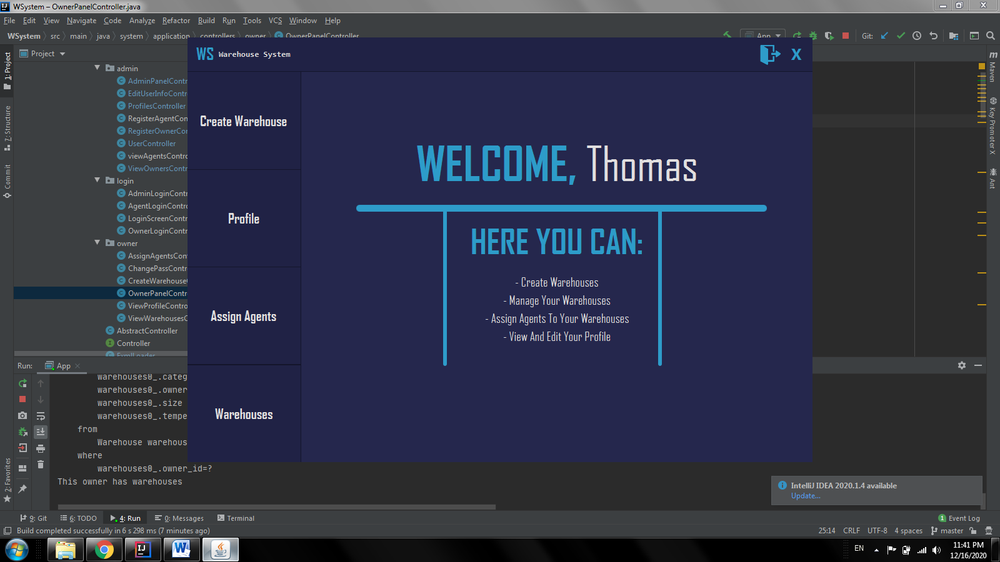 WSystem – OwnerPanelController.java
File Edit View Navigate Code Analyze Refactor Build Run Tools VCS Window Help
WSystem src main java system application controllers owner OwnerPanelController
App
Git:
1: Project
7: Structure
Commit
2: Favorites
Project
admin
AdminPanelContr
EditUserInfoContr
ProfilesController
RegisterAgentCon
RegisterOwnerCor
UserController
viewAgentsContro
ViewOwnersContr
login
AdminLoginContr
AgentLoginContro
LoginScreenContr
OwnerLoginContr
owner
AssignAgentsCont
ChangePassContr
CreateWarehouseC
OwnerPanelContr
ViewProfileContro
ViewWarehousesC
AbstractController
Controller
FxmlLoader
WS Warehouse System
X
Create Warehouse
Profile
Assign Agents
Warehouses
WELCOME, Thomas
HERE YOU CAN:
- Create Warehouses
- Manage Your Warehouses
- Assign Agents To Your Warehouses
- View And Edit Your Profile
Maven
Key Promoter X
Ant
Run: App
warehouses0_.categ
warehouses0_.owner
warehouses0_.size
warehouses0_.tempe
from
Warehouse warehous
where
warehouses0_.owner_id=?
This owner has warehouses
IntelliJ IDEA 2020.1.4 available
Update...
9: Git 6: TODO 4: Run 0: Messages Terminal
1 Event Log
Build completed successfully in 6 s 298 ms (7 minutes ago)
25:14 CRLF UTF-8 4 spaces master
EN
11:41 PM
12/16/2020